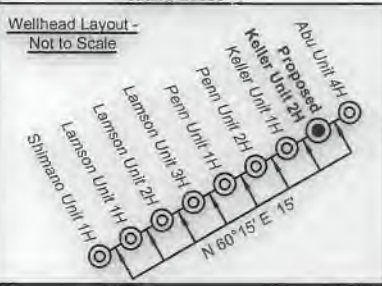 Wellhead Layout -
Not to Scale
Shimano Unit 1H
Lamson Unit 1H
Lamson Unit 2H
Lamson Unit 3H
Penn Unit 1H
Penn Unit 2H
Keller Unit 1H
Proposed
Keller Unit 2H
Abu Unit 4H
N 60°15' E 15'